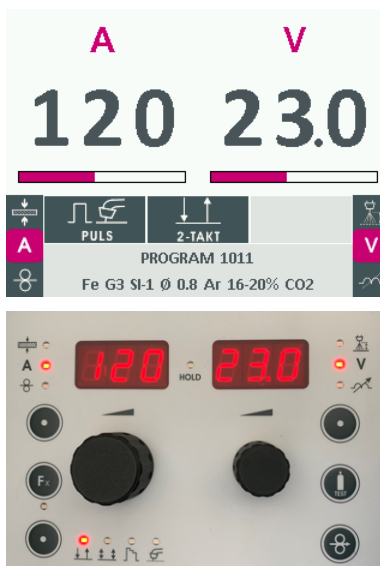 A V
120 23.0
PULS 2-TAKT
A V
PROGRAM 1011
Fe G3 SI-1 Ø 0.8 Ar 16-20% CO2
120 23.0
A HOLD V
Fx TEST